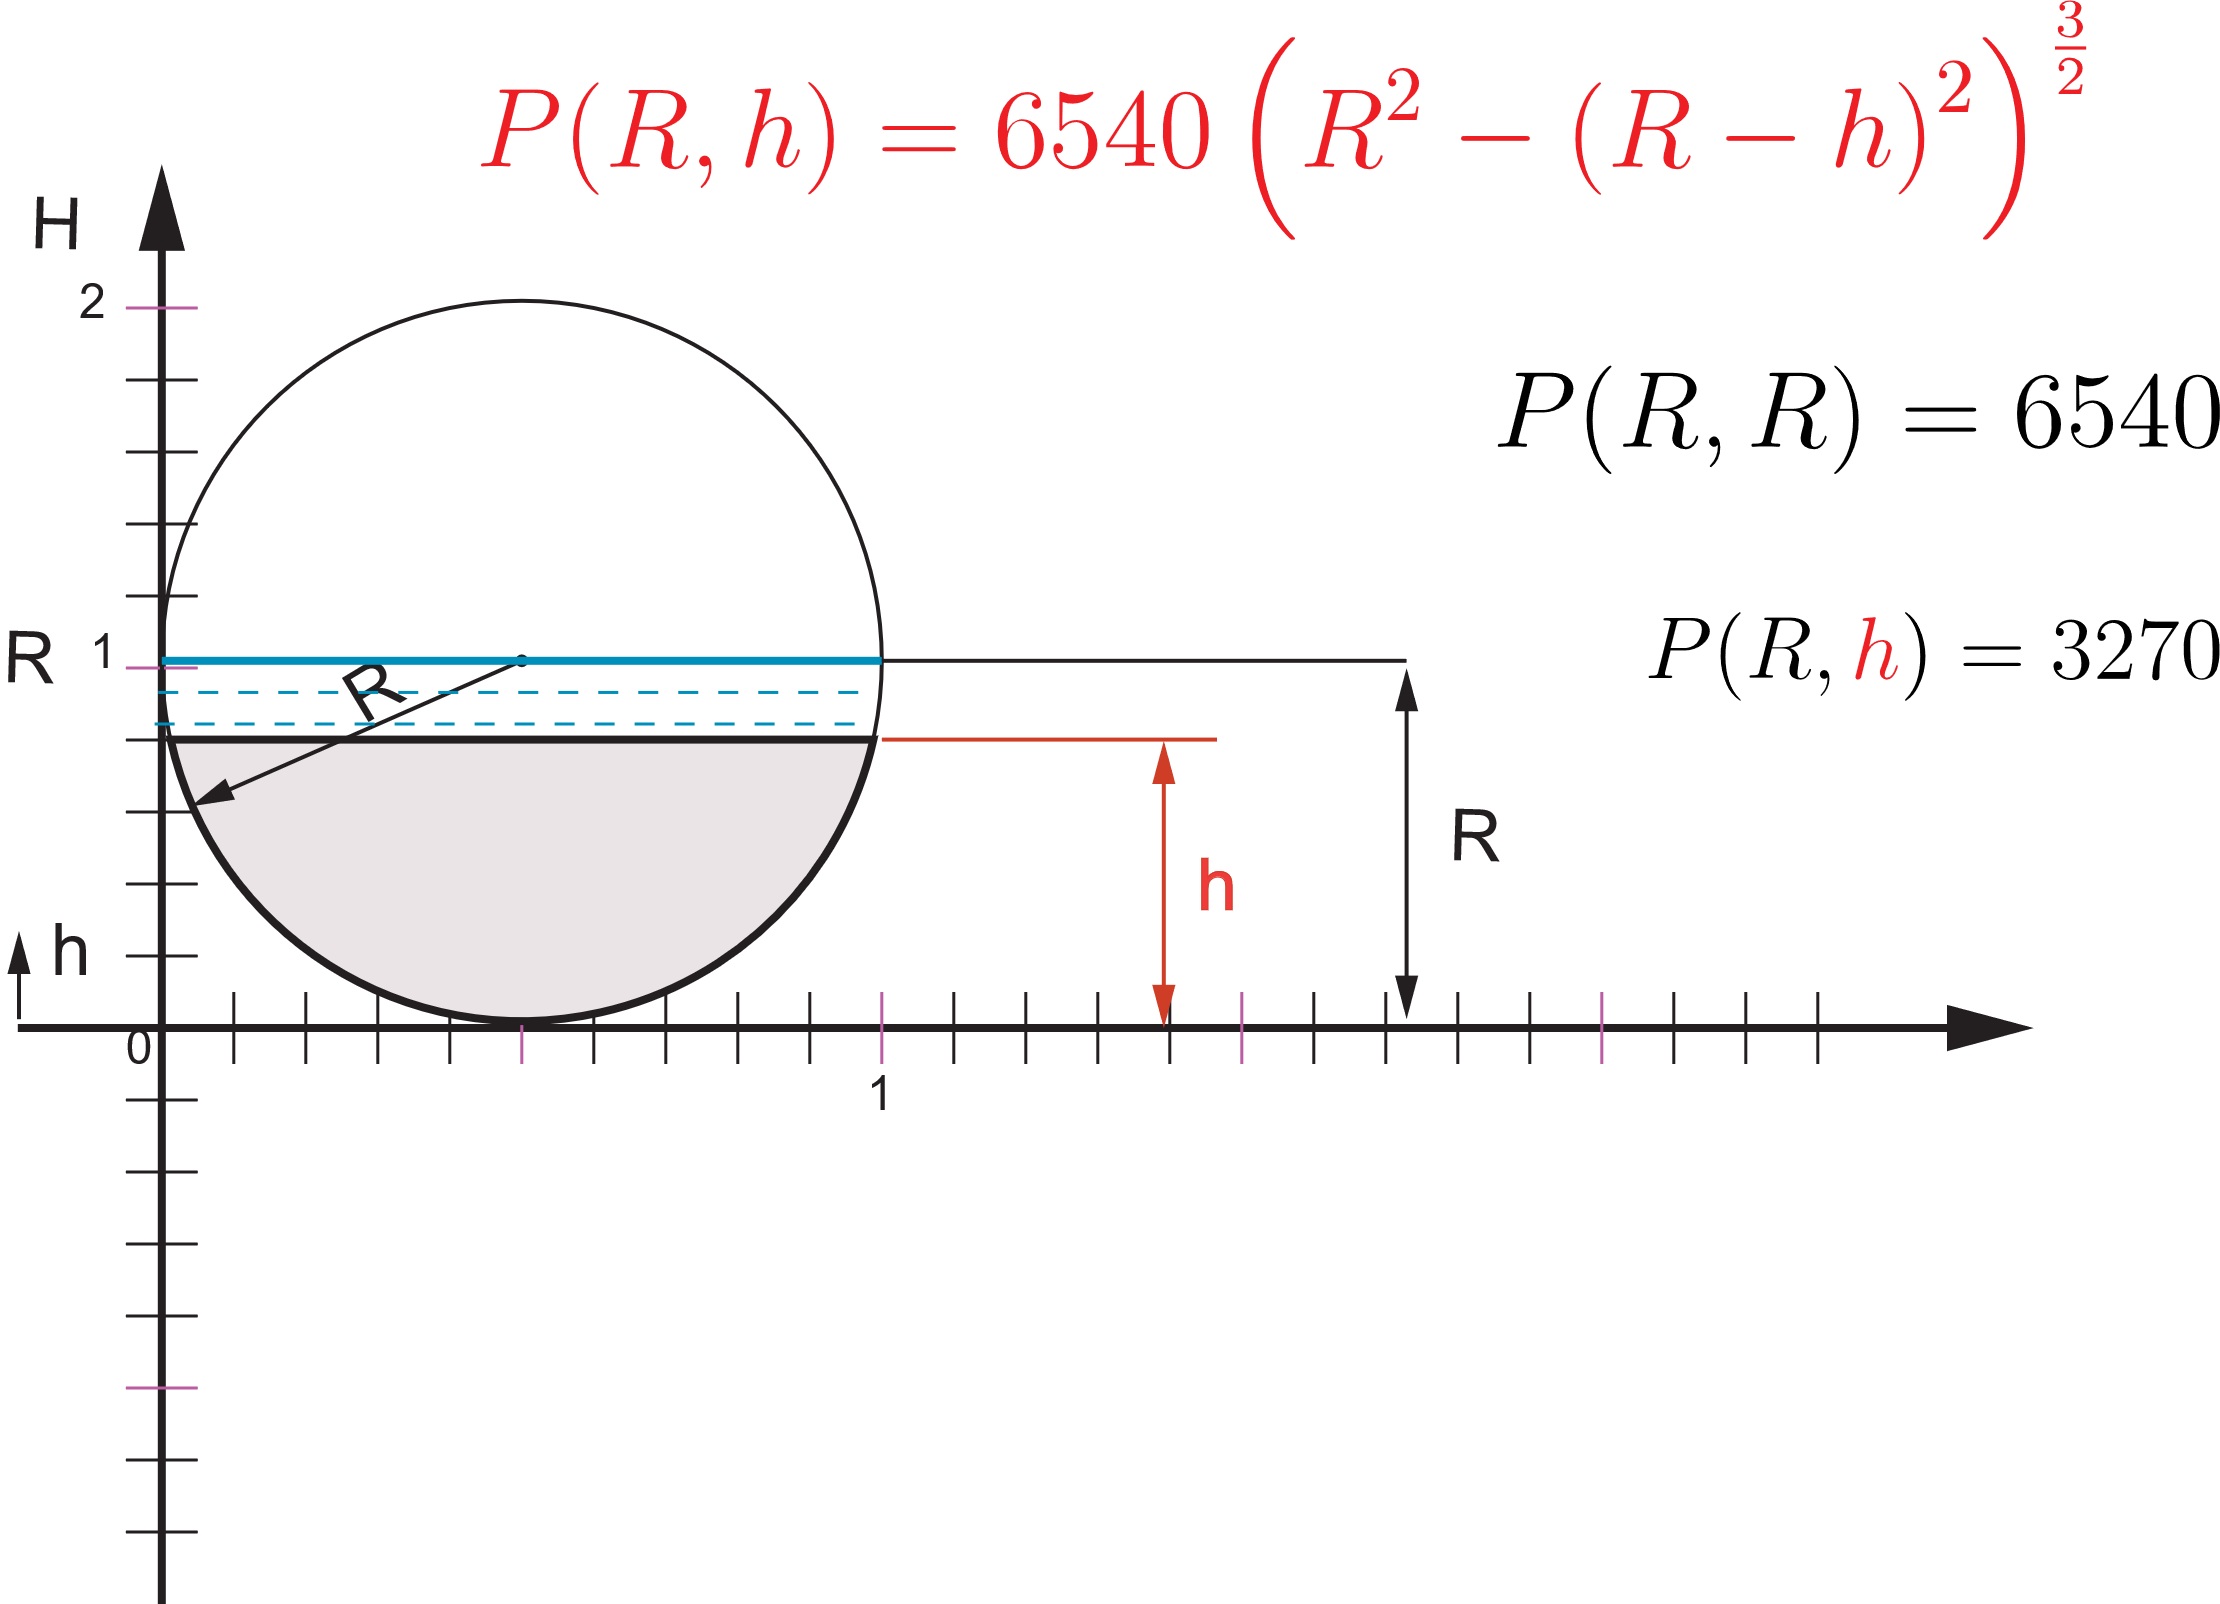 P(R, h) = 6540 (R² − (R − h)²)^{3/2}
H
2
P(R, R) = 6540
R 1
P(R, h) = 3270
R
R
h
h
0
1